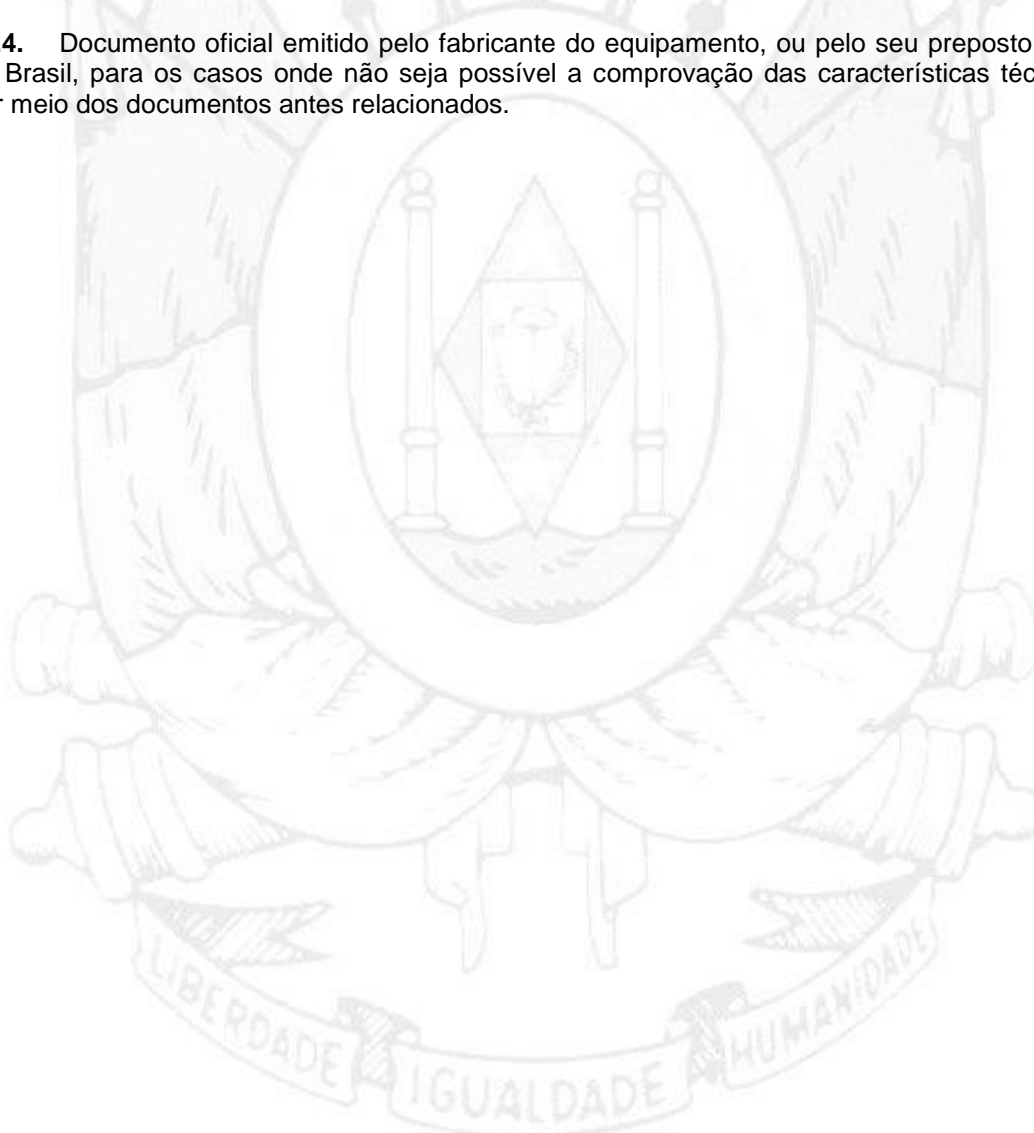 .4. Documento oficial emitido pelo fabricante do equipamento, ou pelo seu preposto
Brasil, para os casos onde não seja possível a comprovação das características téc
r meio dos documentos antes relacionados.
LIBERDADE IGUALDADE HUMANIDADE